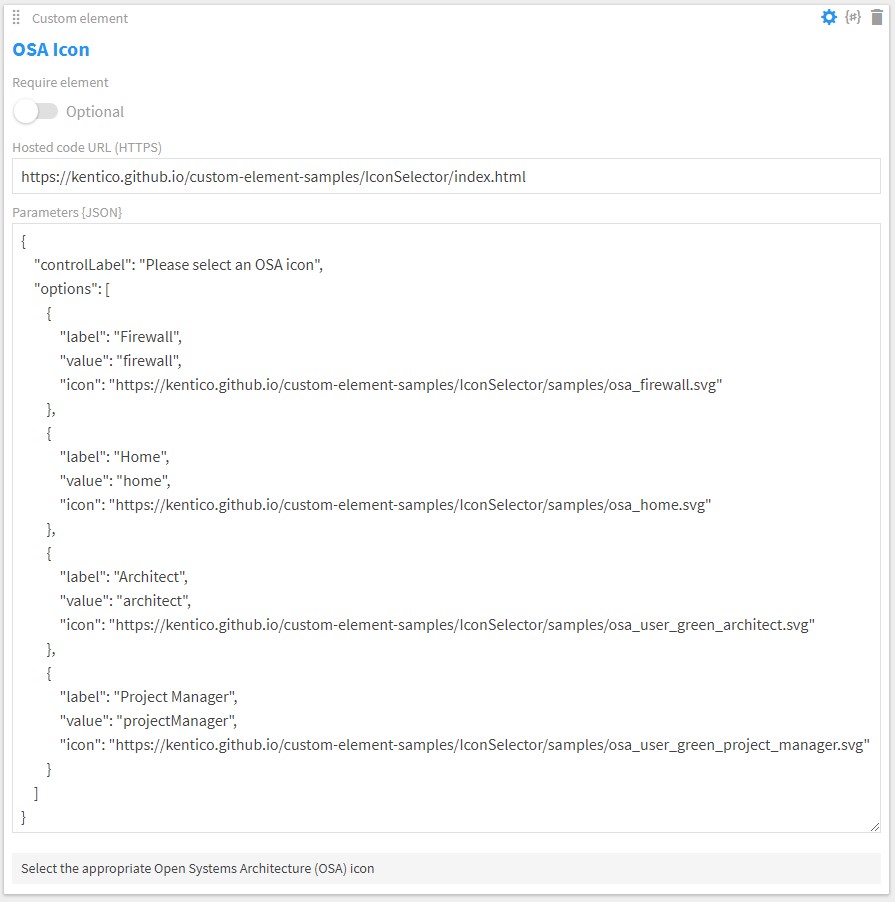 Custom element
{#}
OSA Icon
Require element
Optional
Hosted code URL (HTTPS)
https://kentico.github.io/custom-element-samples/IconSelector/index.html
Parameters {JSON}
{
"controlLabel": "Please select an OSA icon",
"options": [
{
"label": "Firewall",
"value": "firewall",
"icon": "https://kentico.github.io/custom-element-samples/IconSelector/samples/osa_firewall.svg"
},
{
"label": "Home",
"value": "home",
"icon": "https://kentico.github.io/custom-element-samples/IconSelector/samples/osa_home.svg"
},
{
"label": "Architect",
"value": "architect",
"icon": "https://kentico.github.io/custom-element-samples/IconSelector/samples/osa_user_green_architect.svg"
},
{
"label": "Project Manager",
"value": "projectManager",
"icon": "https://kentico.github.io/custom-element-samples/IconSelector/samples/osa_user_green_project_manager.svg"
}
]
}
Select the appropriate Open Systems Architecture (OSA) icon